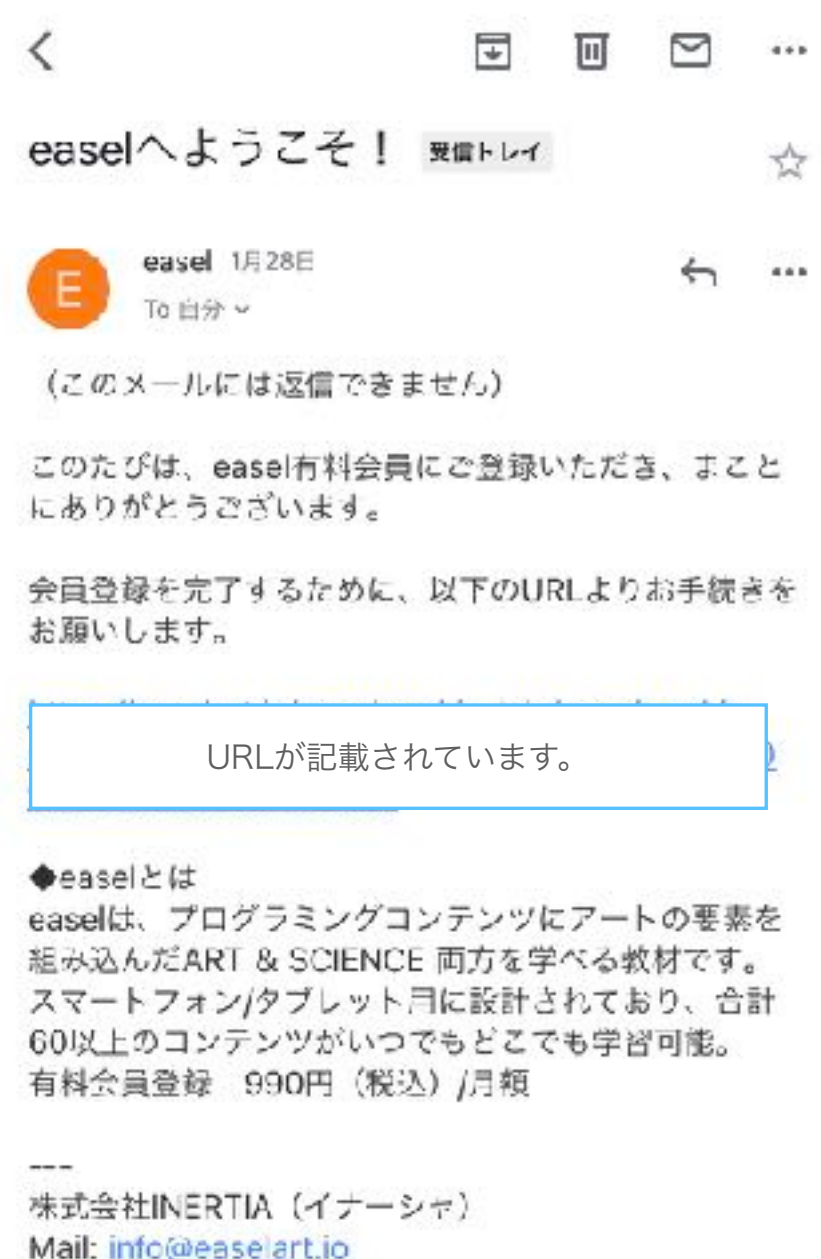 easelへようこそ！ 受信トレイ
E
easel 1月28日
To 自分
（このメールには返信できません）
このたびは、easel有料会員にご登録いただき、まこと
にありがとうございます。
会員登録を完了するために、以下のURLよりお手続きを
お願いします。
URLが記載されています。
◆easelとは
easelは、プログラミングコンテンツにアートの要素を
組み込んだART & SCIENCE 両方を学べる教材です。
スマートフォン/タブレット用に設計されており、合計
60以上のコンテンツがいつでもどこでも学習可能。
有料会員登録　990円（税込）/月額
---
株式会社INERTIA（イナーシャ）
Mail: info@easelart.io